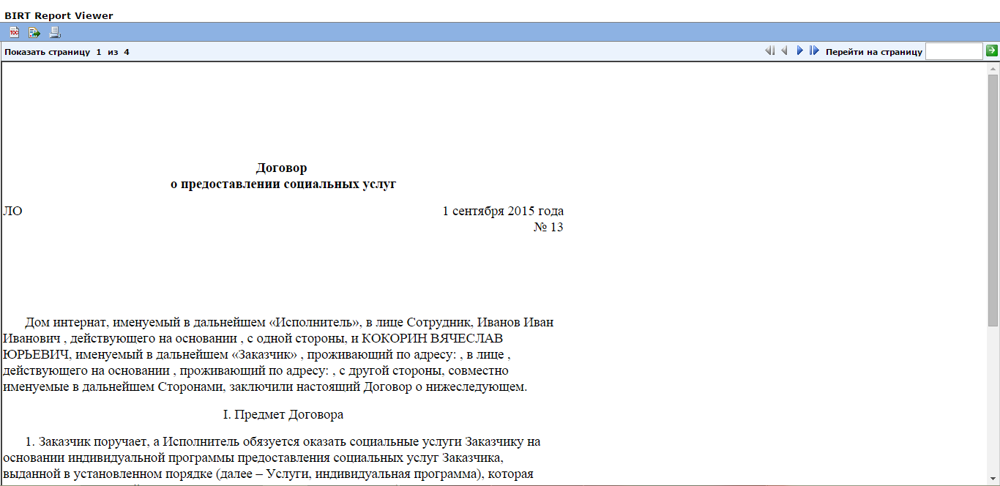 BIRT Report Viewer
TOC
Показать страницу 1 из 4
Перейти на страницу
Договор
о предоставлении социальных услуг
ЛО
1 сентября 2015 года
№ 13
Дом интернат, именуемый в дальнейшем «Исполнитель», в лице Сотрудник, Иванов Иван
Иванович , действующего на основании , с одной стороны, и КОКОРИН ВЯЧЕСЛАВ
ЮРЬЕВИЧ, именуемый в дальнейшем «Заказчик» , проживающий по адресу: , в лице ,
действующего на основании , проживающий по адресу: , с другой стороны, совместно
именуемые в дальнейшем Сторонами, заключили настоящий Договор о нижеследующем.
I. Предмет Договора
1. Заказчик поручает, а Исполнитель обязуется оказать социальные услуги Заказчику на
основании индивидуальной программы предоставления социальных услуг Заказчика,
выданной в установленном порядке (далее – Услуги, индивидуальная программа), которая